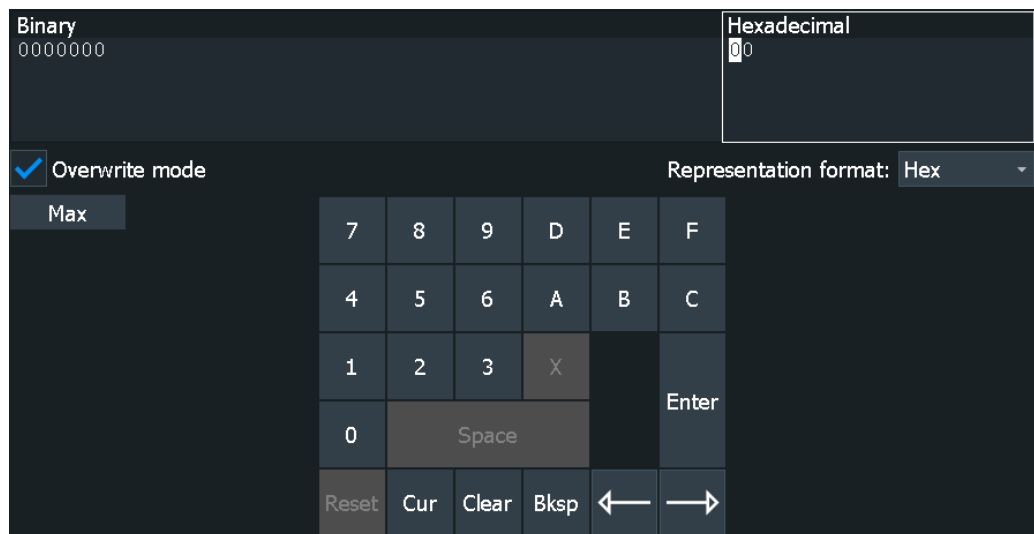 Binary Hexadecimal
0000000 00
Overwrite mode Representation format: Hex
Max
7 8 9 D E F
4 5 6 A B C
1 2 3 X
Enter
0 Space
Reset Cur Clear Bksp